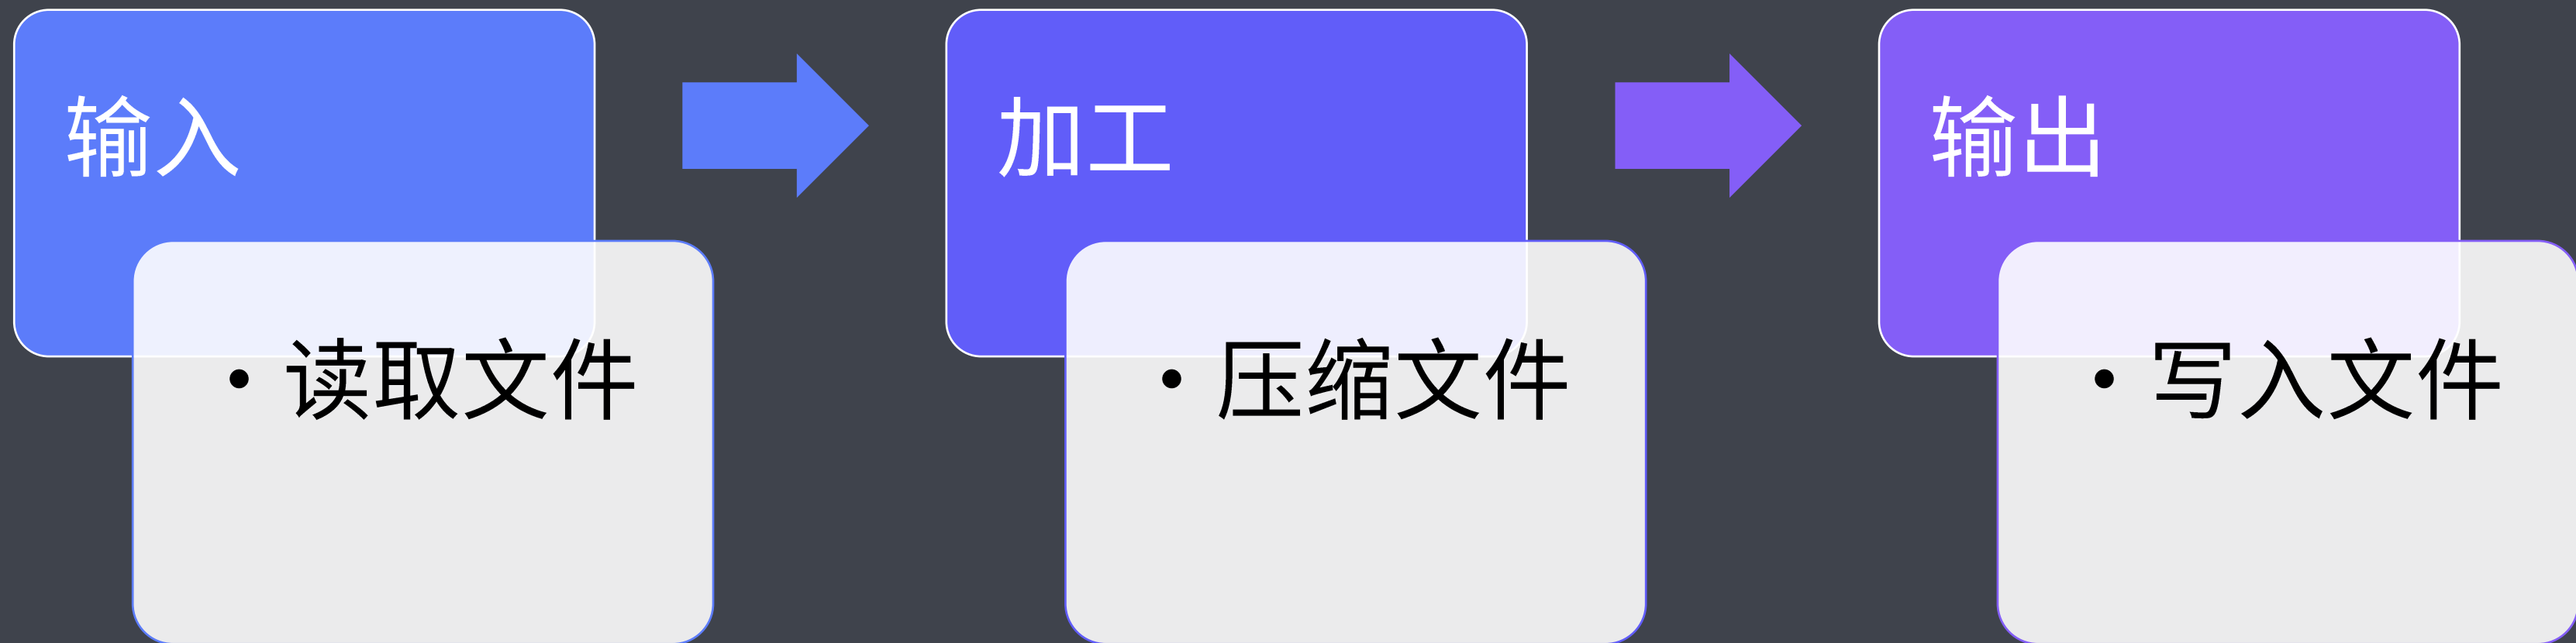 输入
• 读取文件
加工
• 压缩文件
输出
• 写入文件